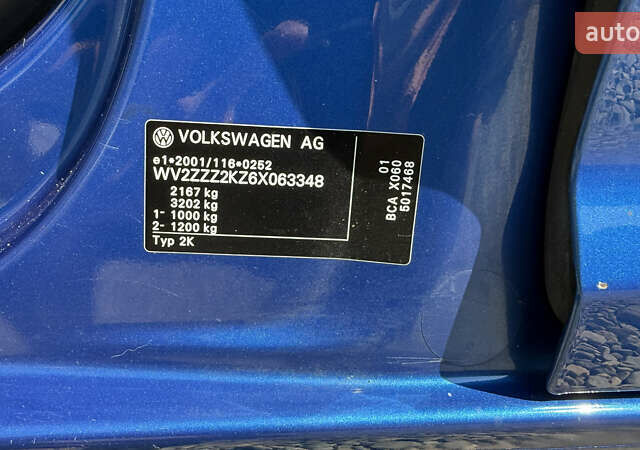 auto
VOLKSWAGEN AG
e1*2001/116*0252
WV2ZZZ2KZ6X063348
2167 kg
3202 kg
1- 1000 kg
2- 1200 kg
Typ 2K
01
BCA X060
5017468